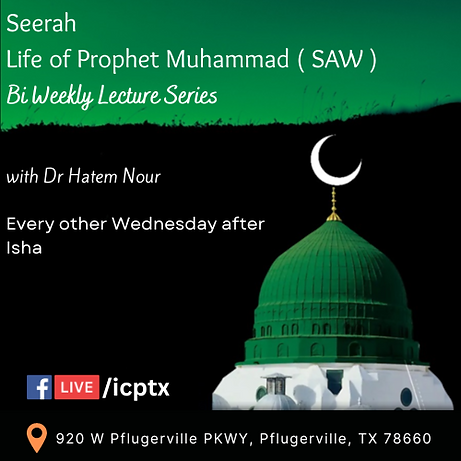 Seerah
Life of Prophet Muhammad ( SAW )
Bi Weekly Lecture Series
with Dr Hatem Nour
Every other Wednesday after
Isha
f LIVE /icptx
920 W Pflugerville PKWY, Pflugerville, TX 78660